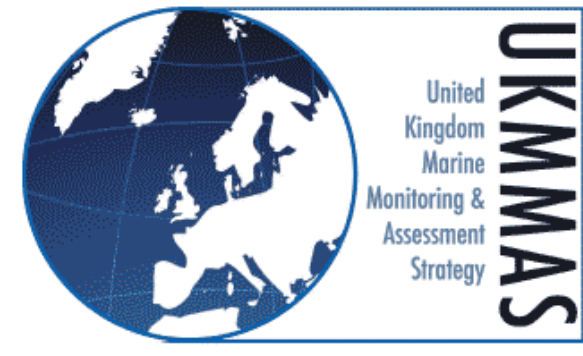 United
Kingdom
Marine
Monitoring &
Assessment
Strategy
UKMMAS